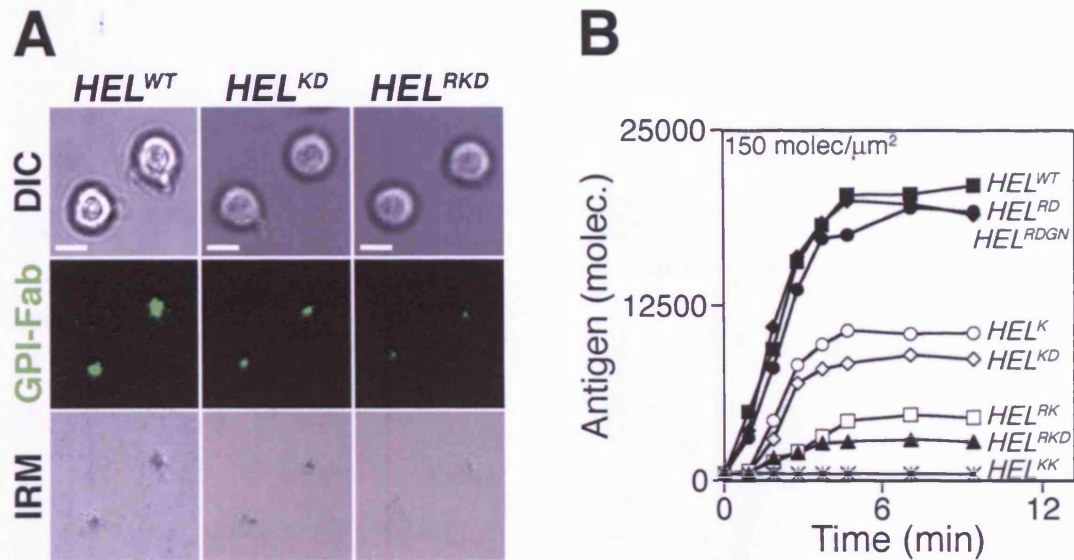 A
HEL^WT HEL^KD HEL^RKD
DIC
GPI-Fab
IRM
B
Antigen (molec.)
25000
12500
0
150 molec/µm²
HEL^WT
HEL^RD
HEL^RDGN
HEL^K
HEL^KD
HEL^RK
HEL^RKD
HEL^KK
0 6 12
Time (min)